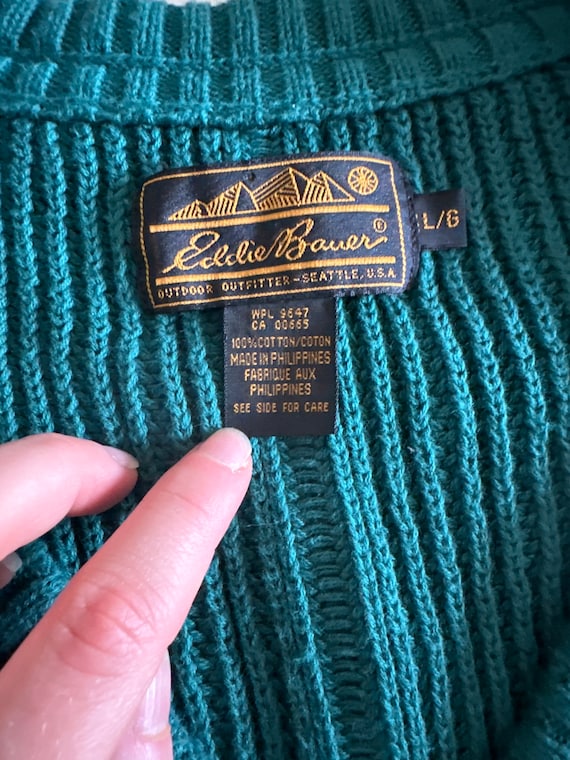 Eddie Bauer®
OUTDOOR OUTFITTER-SEATTLE, U.S.A
L/G
WPL 9647
CA 00665
100% COTTON/COTON
MADE IN PHILIPPINES
FABRIQUE AUX
PHILIPPINES
SEE SIDE FOR CARE